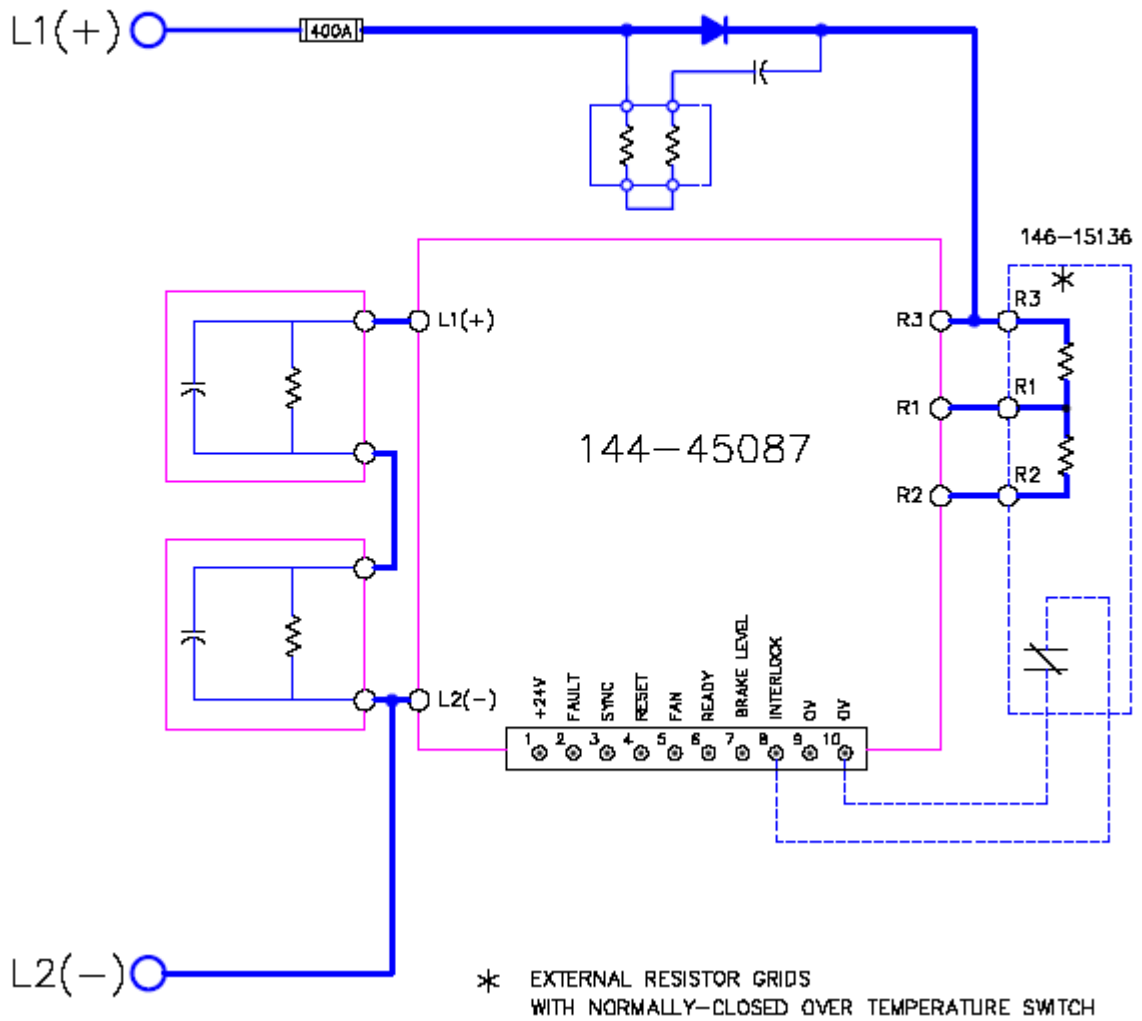 L1(+)
400A
146-15136
R3
R3
L1(+)
R1
R1
144-45087
R2
R2
+24V
FAULT
SYNC
RESET
FAN
READY
BRAKE LEVEL
INTERLOCK
0V
0V
L2(-)
1 2 3 4 5 6 7 8 9 10
L2(-)
* EXTERNAL RESISTOR GRIDS
WITH NORMALLY-CLOSED OVER TEMPERATURE SWITCH